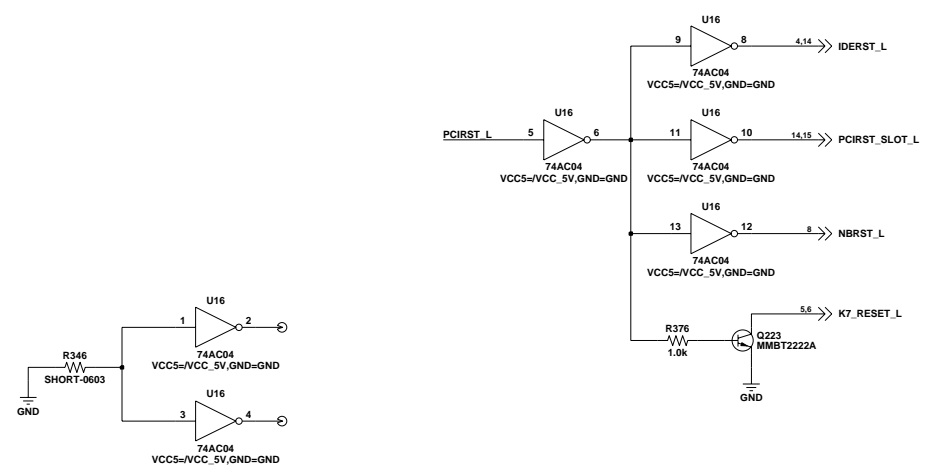 U16
9
8
4,14
IDERST_L
74AC04
VCC5=/VCC_5V,GND=GND
PCIRST_L
5
U16
6
74AC04
VCC5=/VCC_5V,GND=GND
U16
11
10
14,15
PCIRST_SLOT_L
74AC04
VCC5=/VCC_5V,GND=GND
U16
13
12
8
NBRST_L
74AC04
VCC5=/VCC_5V,GND=GND
5,6
K7_RESET_L
R376
1.0k
Q223
MMBT2222A
GND
U16
1
2
74AC04
VCC5=/VCC_5V,GND=GND
R346
SHORT-0603
GND
U16
3
4
74AC04
VCC5=/VCC_5V,GND=GND